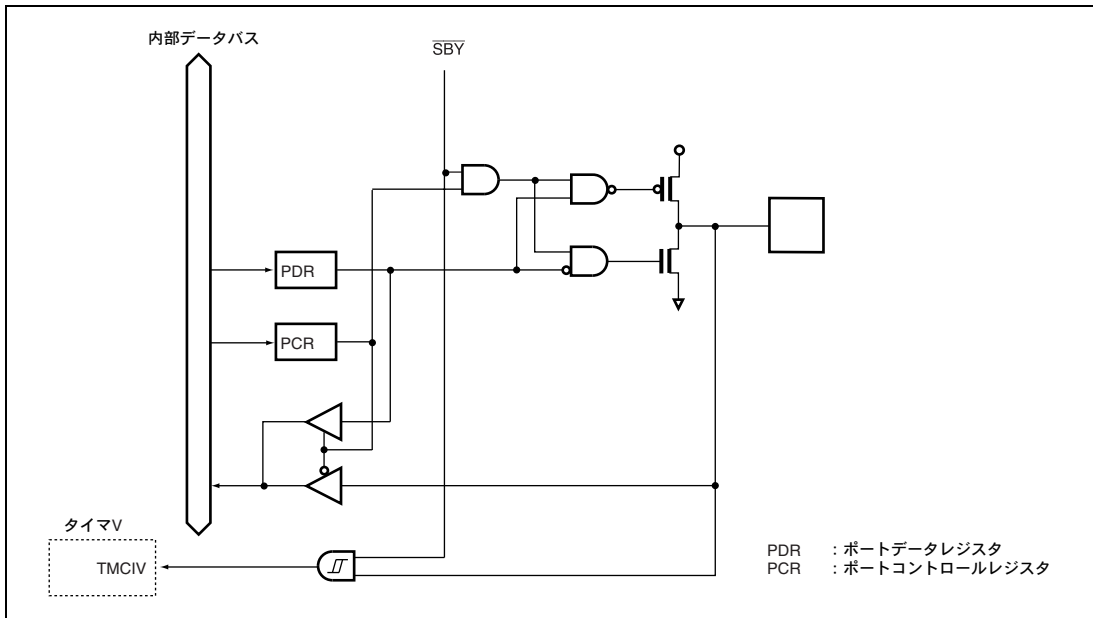 内部データバス
SBY
PDR
PCR
タイマV
TMCIV
PDR :ポートデータレジスタ
PCR :ポートコントロールレジスタ